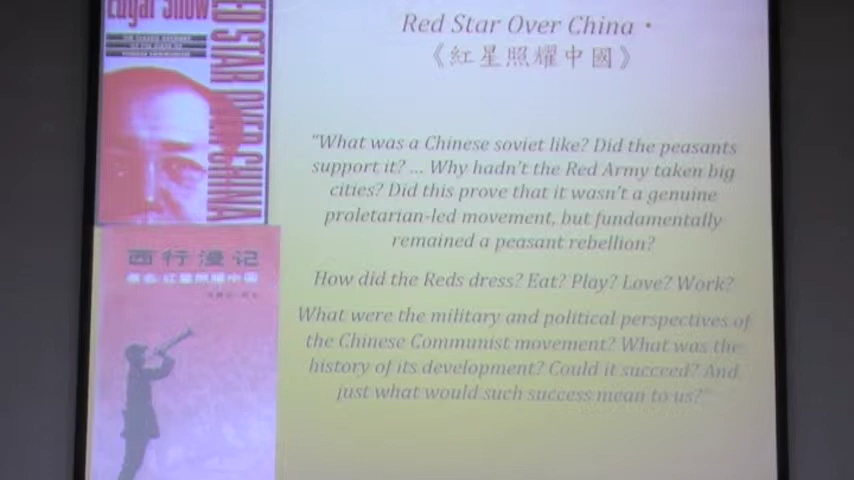 Edgar Snow
RED STAR OVER CHINA
西行漫记
原名:紅星照耀中國
Red Star Over China •
《紅星照耀中國》
"What was a Chinese soviet like? Did the peasants
support it? ... Why hadn't the Red Army taken big
cities? Did this prove that it wasn't a genuine
proletarian-led movement, but fundamentally
remained a peasant rebellion?
How did the Reds dress? Eat? Play? Love? Work?
What were the military and political perspectives of
the Chinese Communist movement? What was the
history of its development? Could it succeed? And
just what would such success mean to us?"